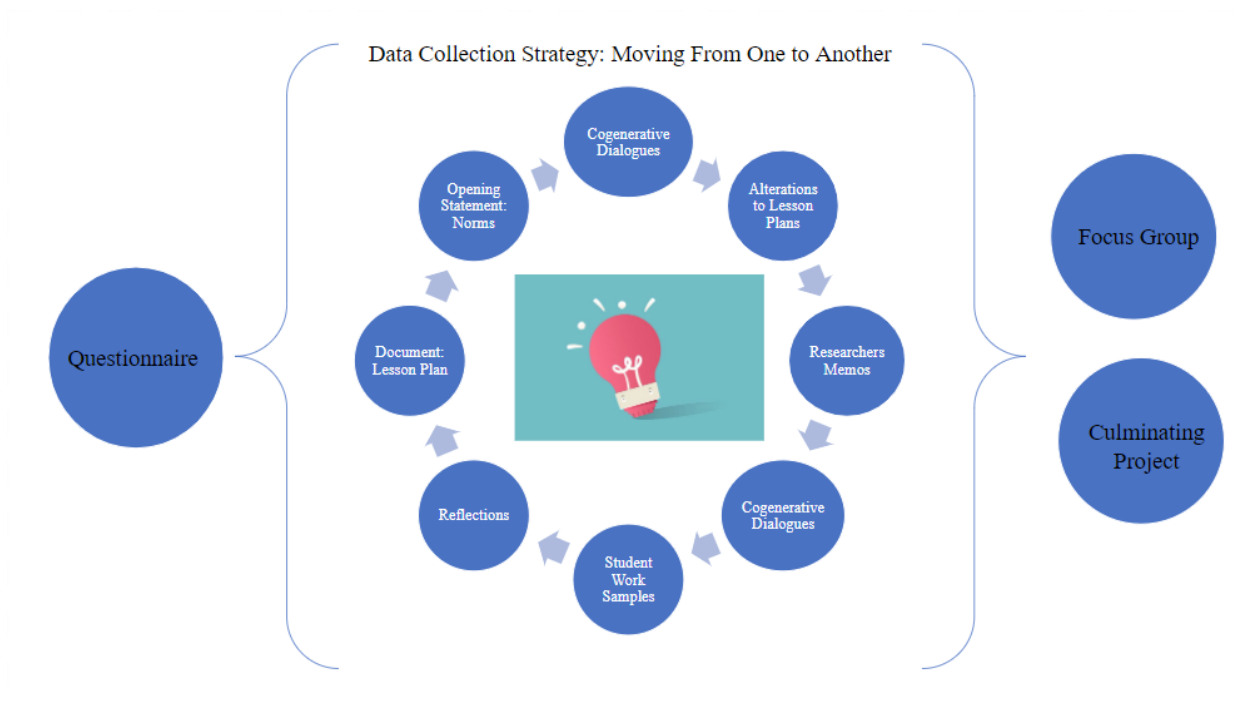 Data Collection Strategy: Moving From One to Another
Questionnaire
Cogenerative
Dialogues
Alterations
to Lesson
Plans
Researchers
Memos
Cogenerative
Dialogues
Student
Work
Samples
Reflections
Document:
Lesson Plan
Opening
Statement:
Norms
Focus Group
Culminating
Project